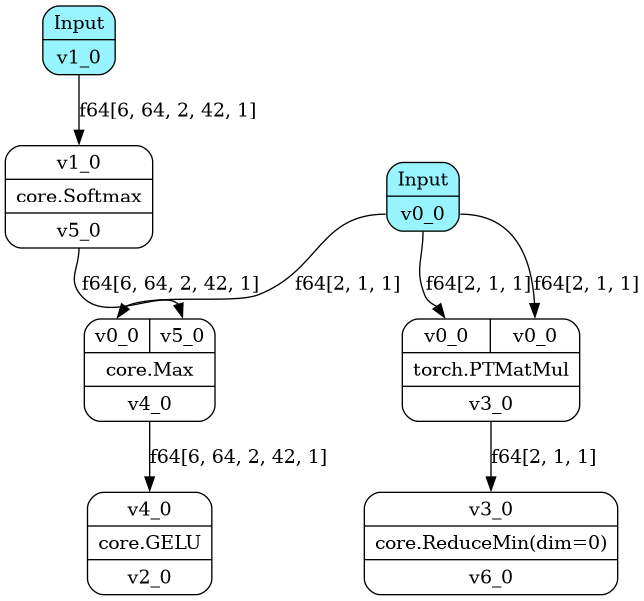 Input
v1_0
f64[6, 64, 2, 42, 1]
v1_0
core.Softmax
v5_0
Input
v0_0
f64[6, 64, 2, 42, 1]
f64[2, 1, 1]
f64[2, 1, 1]
f64[2, 1, 1]
v0_0 v5_0
core.Max
v4_0
v0_0 v0_0
torch.PTMatMul
v3_0
f64[6, 64, 2, 42, 1]
f64[2, 1, 1]
v4_0
core.GELU
v2_0
v3_0
core.ReduceMin(dim=0)
v6_0